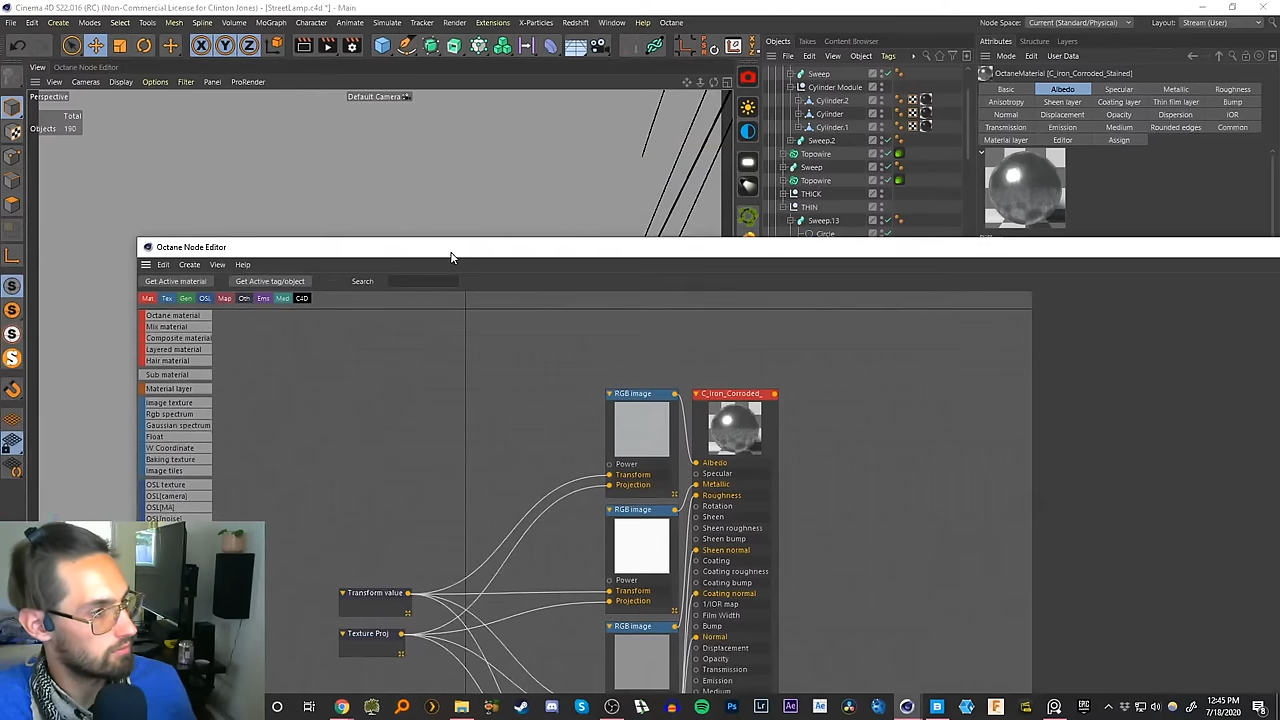 Cinema 4D S22.016 (RC) (Non-Commercial License for Clinton Jones) - [StreetLamp.c4d *] - Main
File Edit Create Modes Select Tools Mesh Spline Volume MoGraph Character Animate Simulate Tracker Render Extensions X-Particles Redshift Window Help Octane
Node Space: Current (Standard/Physical) Layout: Stream (User)
Objects Takes Content Browser
Attributes Structure Layers
File Edit View Object Tags
Mode Edit User Data
View Octane Node Editor
View Cameras Display Options Filter Panel ProRender
Perspective
Default Camera
Total
Objects 190
Sweep
Cylinder Module
Cylinder.2
Cylinder
Cylinder.1
Sweep.2
Topowire
Sweep
Topowire
THICK
THIN
Sweep.13
Circle
OctaneMaterial [C_Iron_Corroded_Stained]
Basic Albedo Specular Metallic Roughness
Anisotropy Sheen layer Coating layer Thin film layer Bump
Normal Displacement Opacity Dispersion IOR
Transmission Emission Medium Rounded edges Common
Material layer Editor Assign
Octane Node Editor
Edit Create View Help
Get Active material Get Active tag/object Search
Mat Tex Gen OSL Map Oth Ems Med C4D
Octane material
Mix material
Composite material
Layered material
Hair material
Sub material
Material layer
Image texture
Rgb spectrum
Gaussian spectrum
Float
W Coordinate
Baking texture
Image tiles
OSL texture
OSL[camera]
OSL[MA]
OSL[noise]
Transform value
Texture Proj
RGB image
Power
Transform
Projection
RGB image
Power
Transform
Projection
RGB image
C_Iron_Corroded_
Albedo
Specular
Metallic
Roughness
Rotation
Sheen
Sheen roughness
Sheen bump
Sheen normal
Coating
Coating roughness
Coating bump
Coating normal
1/IOR map
Film Width
Bump
Normal
Displacement
Opacity
Transmission
Emission
Medium
12:45 PM
7/18/2020